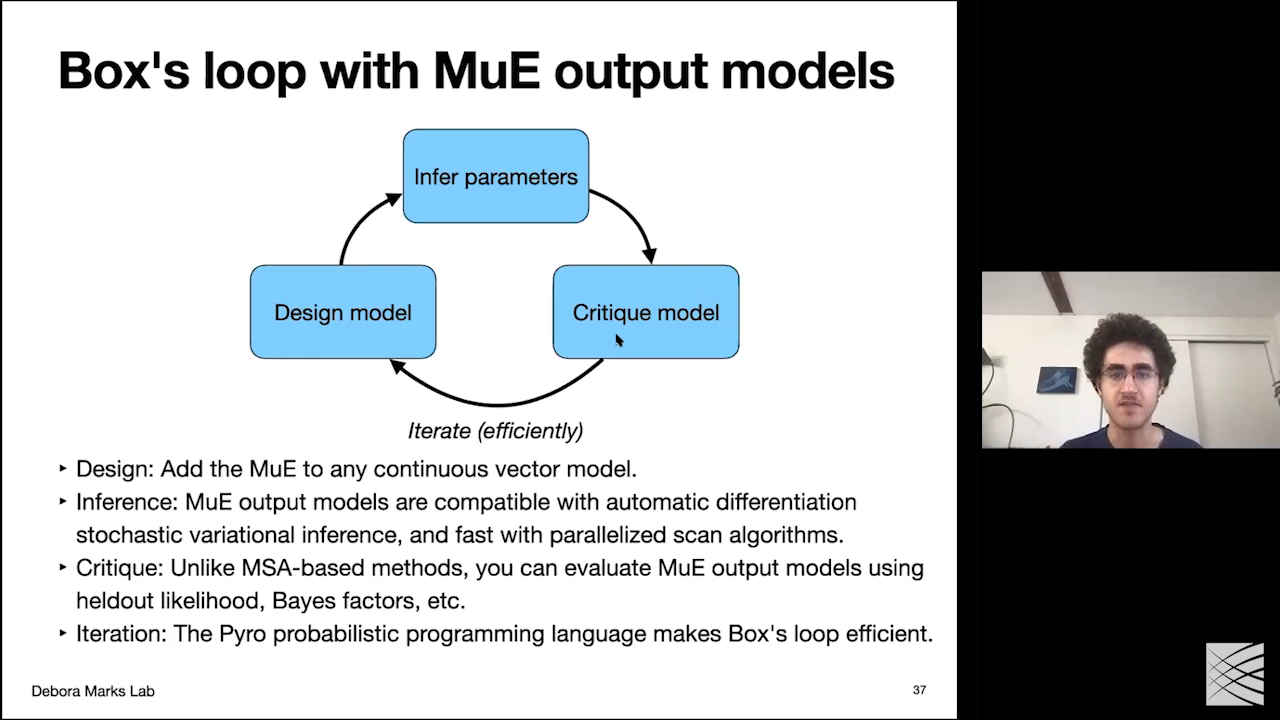 Box's loop with MuE output models
Infer parameters
Design model
Critique model
Iterate (efficiently)
‣ Design: Add the MuE to any continuous vector model.
‣ Inference: MuE output models are compatible with automatic differentiation
stochastic variational inference, and fast with parallelized scan algorithms.
‣ Critique: Unlike MSA-based methods, you can evaluate MuE output models using
heldout likelihood, Bayes factors, etc.
‣ Iteration: The Pyro probabilistic programming language makes Box's loop efficient.
Debora Marks Lab
37